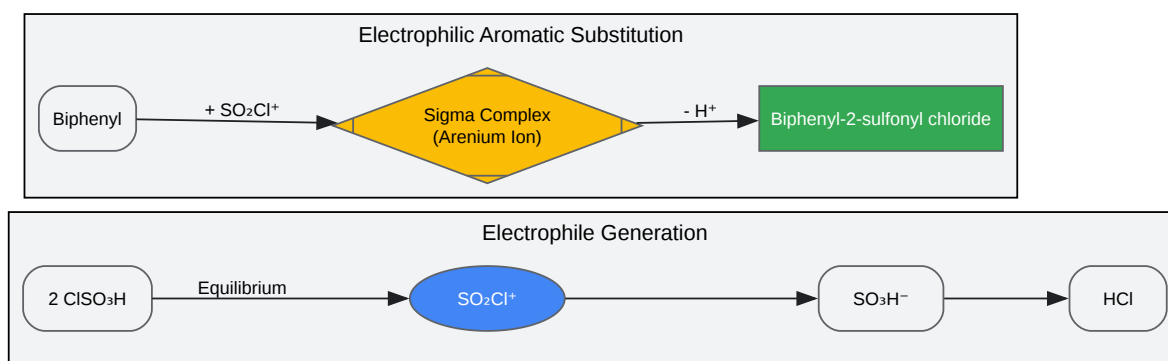 Electrophilic Aromatic Substitution
Biphenyl
+ SO₂Cl⁺
Sigma Complex
(Arenium Ion)
- H⁺
Biphenyl-2-sulfonyl chloride
Electrophile Generation
2 ClSO₃H
Equilibrium
SO₂Cl⁺
SO₃H⁻
HCl